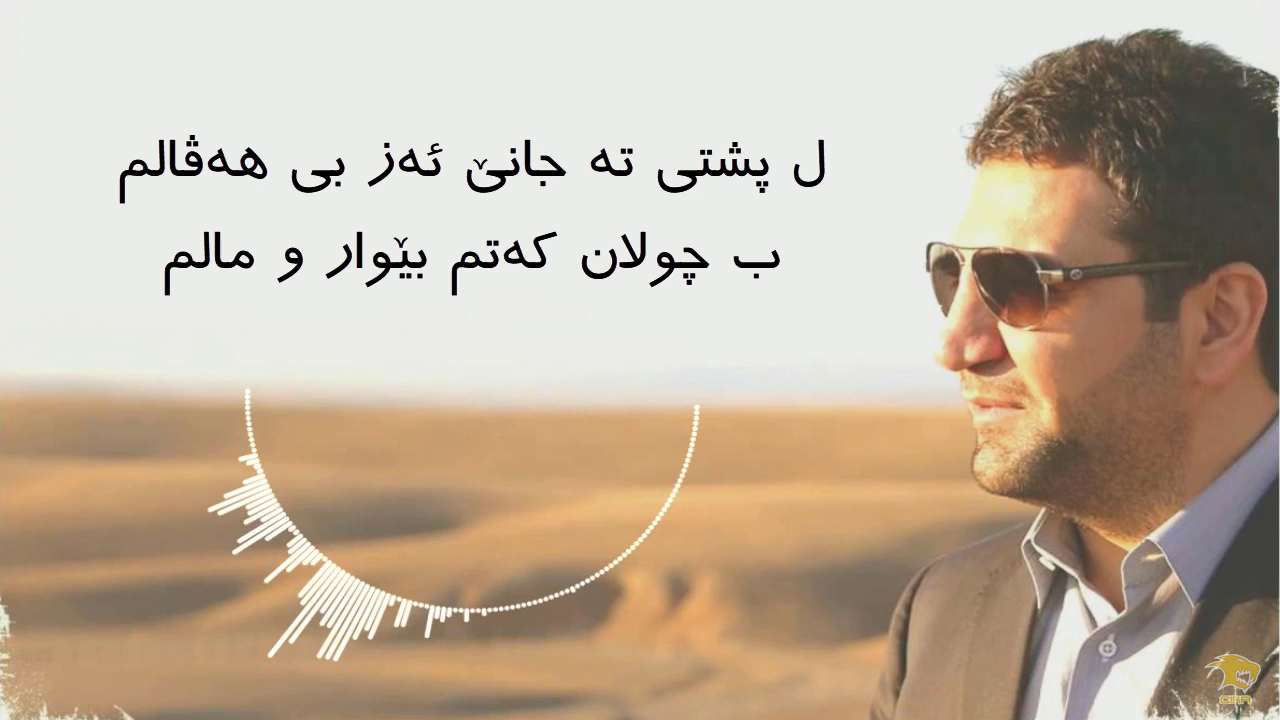 ل پشتی تە جانێ ئەز بی هەڤالم
ب چولان کەتم بێوار و مالم